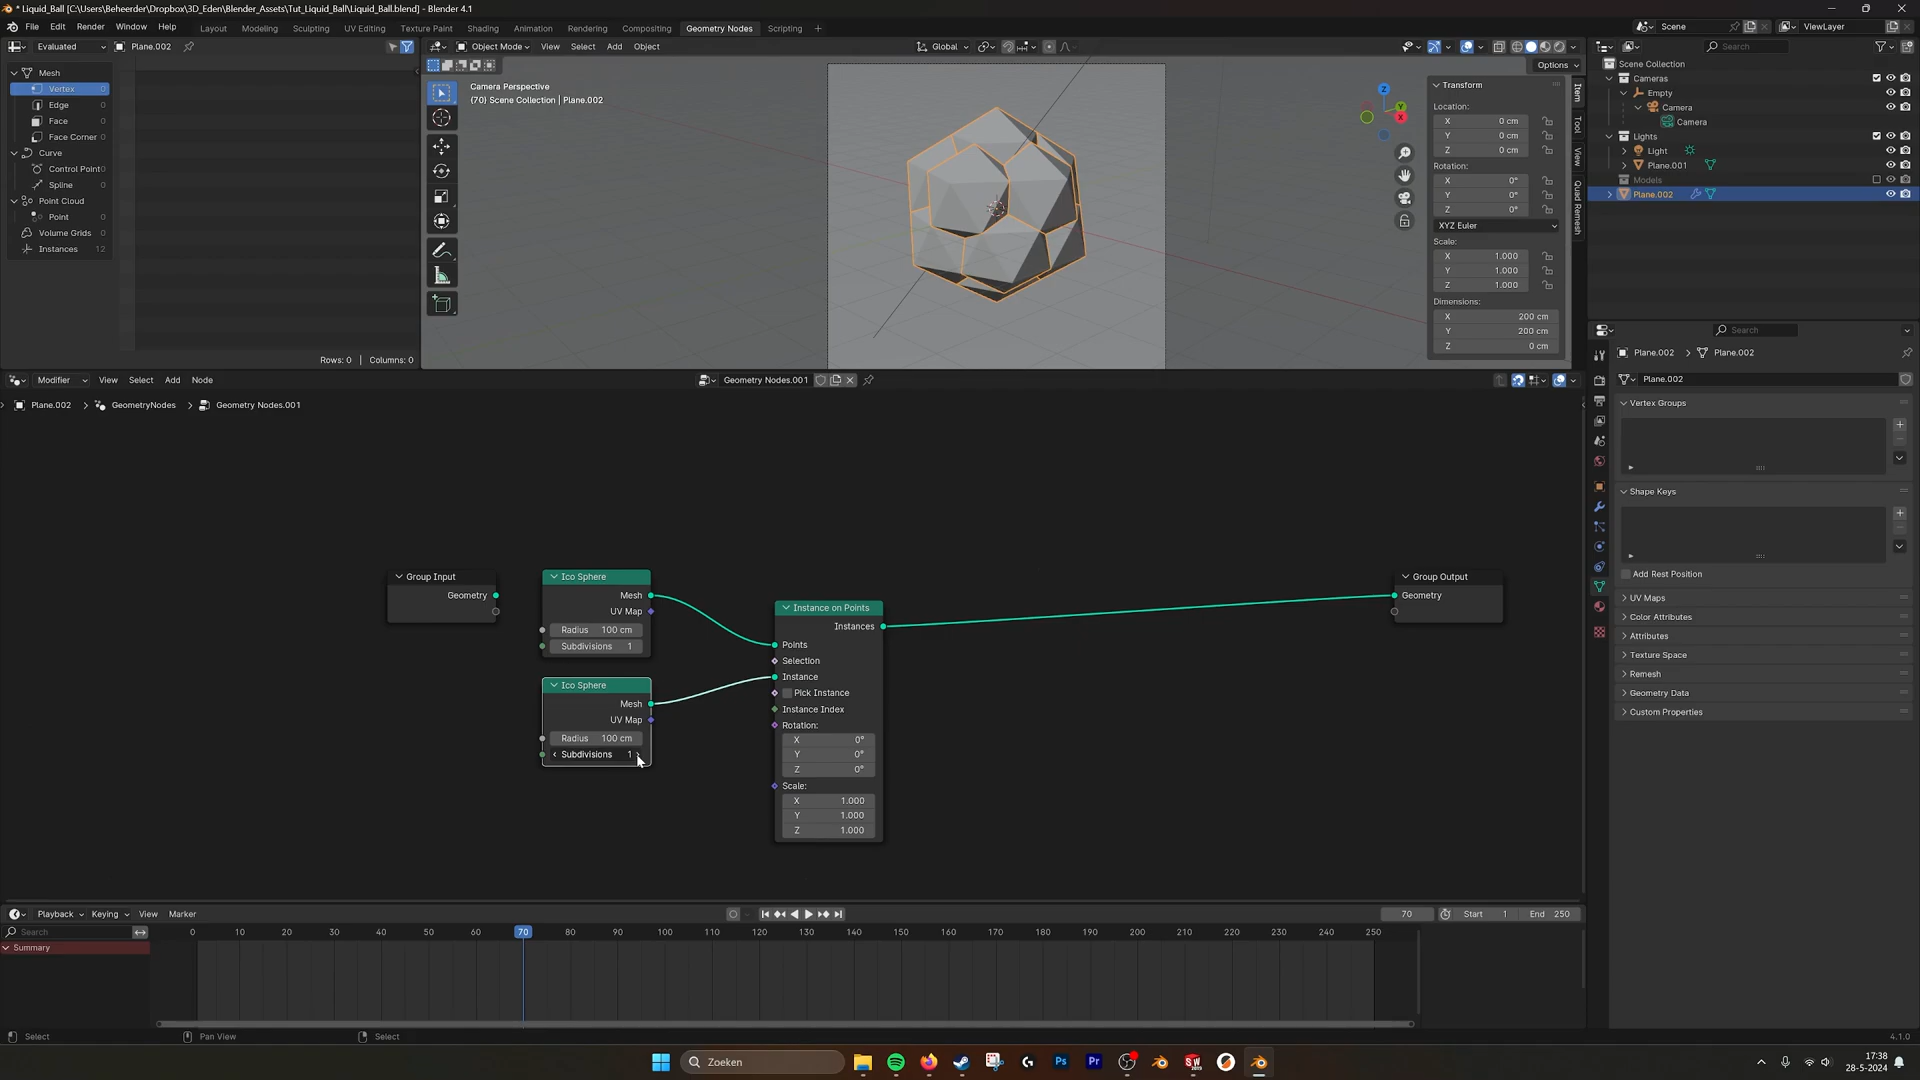 * Liquid_Ball [C:\Users\Beheerder\Dropbox\3D_Eden\Blender_Assets\Tut_Liquid_Ball\Liquid_Ball.blend] - Blender 4.1
File Edit Render Window Help Layout Modeling Sculpting UV Editing Texture Paint Shading Animation Rendering Compositing Geometry Nodes Scripting + Scene ViewLayer
Evaluated Plane.002
Object Mode View Select Add Object Global Search
Options
Mesh
Vertex 0
Edge 0
Face 0
Face Corner 0
Curve
Control Point 0
Spline 0
Point Cloud
Point 0
Volume Grids 0
Instances 12
Rows: 0 | Columns: 0
Camera Perspective
(70) Scene Collection | Plane.002
Z
Y
X
Transform
Location:
X 0 cm
Y 0 cm
Z 0 cm
Rotation:
X 0°
Y 0°
Z 0°
XYZ Euler
Scale:
X 1.000
Y 1.000
Z 1.000
Dimensions:
X 200 cm
Y 200 cm
Z 0 cm
Item
Tool
View
Quad Remesh
Scene Collection
Cameras
Empty
Camera
Camera
Lights
Light
Plane.001
Models
Plane.002
Modifier View Select Add Node Geometry Nodes.001
Plane.002 > GeometryNodes > Geometry Nodes.001
Group Input
Geometry
Ico Sphere
Mesh
UV Map
Radius 100 cm
Subdivisions 1
Ico Sphere
Mesh
UV Map
Radius 100 cm
Subdivisions 1
Instance on Points
Instances
Points
Selection
Instance
Pick Instance
Instance Index
Rotation:
X 0°
Y 0°
Z 0°
Scale:
X 1.000
Y 1.000
Z 1.000
Group Output
Geometry
Search
Plane.002 > Plane.002
Plane.002
Vertex Groups
Shape Keys
Add Rest Position
UV Maps
Color Attributes
Attributes
Texture Space
Remesh
Geometry Data
Custom Properties
Playback Keying View Marker 70 Start 1 End 250
Search 0 10 20 30 40 50 60 70 80 90 100 110 120 130 140 150 160 170 180 190 200 210 220 230 240 250
Summary
Select Pan View Select 4.1.0
Zoeken Ps Pr SW 17:38
28-5-2024